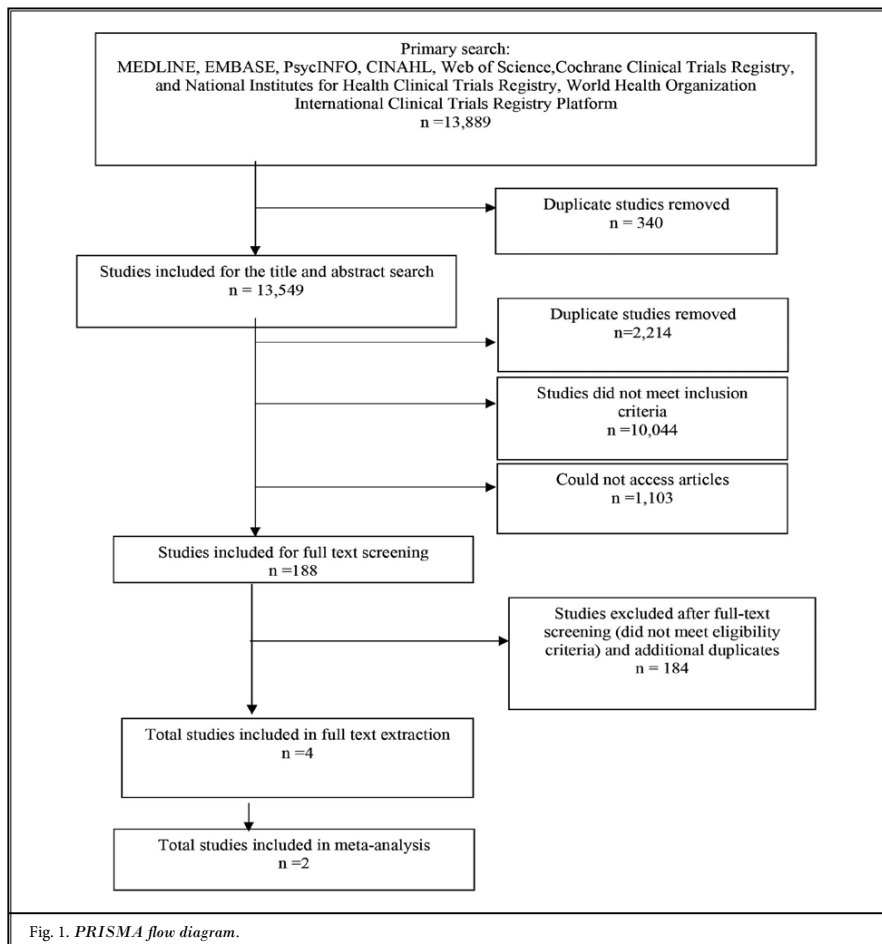 Primary search:
MEDLINE, EMBASE, PsycINFO, CINAHL, Web of Science,Cochrane Clinical Trials Registry,
and National Institutes for Health Clinical Trials Registry, World Health Organization
International Clinical Trials Registry Platform
n =13,889
Duplicate studies removed
n = 340
Studies included for the title and abstract search
n = 13,549
Duplicate studies removed
n=2,214
Studies did not meet inclusion
criteria
n =10,044
Could not access articles
n =1,103
Studies included for full text screening
n =188
Studies excluded after full-text
screening (did not meet eligibility
criteria) and additional duplicates
n = 184
Total studies included in full text extraction
n =4
Total studies included in meta-analysis
n =2
Fig. 1. PRISMA flow diagram.